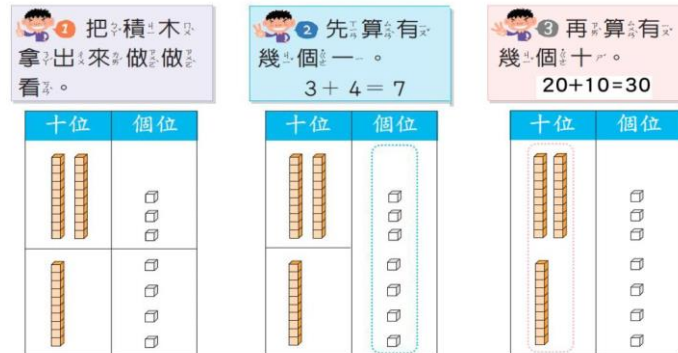 1 把積木
拿出來做做
看。
十位 個位
2 先算有
幾個一。
3+4=7
十位 個位
3 再算有
幾個十。
20+10=30
十位 個位